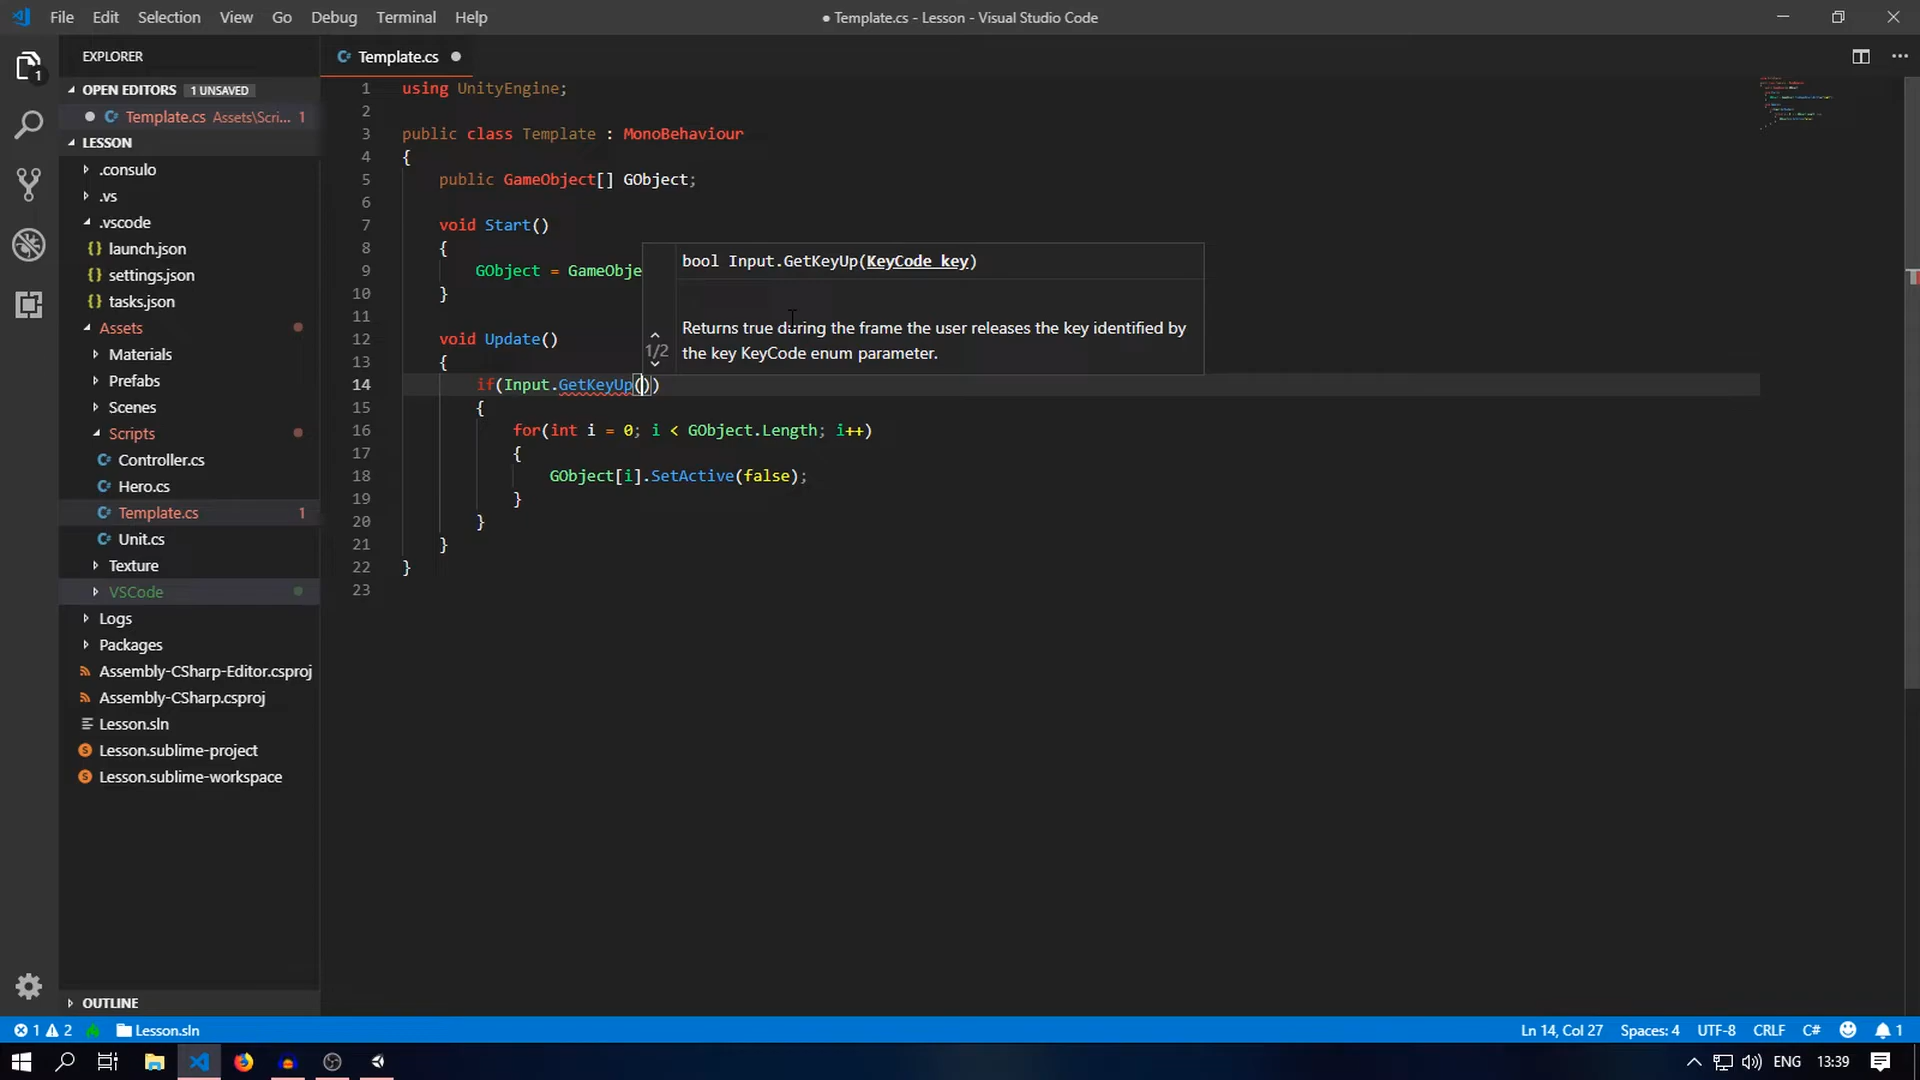 File Edit Selection View Go Debug Terminal Help
● Template.cs - Lesson - Visual Studio Code
EXPLORER
OPEN EDITORS 1 UNSAVED
Template.cs Assets\Scri... 1
LESSON
.consulo
.vs
.vscode
{} launch.json
{} settings.json
{} tasks.json
Assets
Materials
Prefabs
Scenes
Scripts
Controller.cs
Hero.cs
Template.cs 1
Unit.cs
Texture
VSCode
Logs
Packages
Assembly-CSharp-Editor.csproj
Assembly-CSharp.csproj
Lesson.sln
Lesson.sublime-project
Lesson.sublime-workspace
OUTLINE
Template.cs
1 using UnityEngine;
2
3 public class Template : MonoBehaviour
4 {
5 public GameObject[] GObject;
6
7 void Start()
8 {
9 GObject = GameObje
10 }
11
12 void Update()
13 {
14 if(Input.GetKeyUp())
15 {
16 for(int i = 0; i < GObject.Length; i++)
17 {
18 GObject[i].SetActive(false);
19 }
20 }
21 }
22 }
23
bool Input.GetKeyUp(KeyCode key)
1/2
Returns true during the frame the user releases the key identified by
the key KeyCode enum parameter.
1 2 Lesson.sln
Ln 14, Col 27 Spaces: 4 UTF-8 CRLF C# 1
ENG 13:39